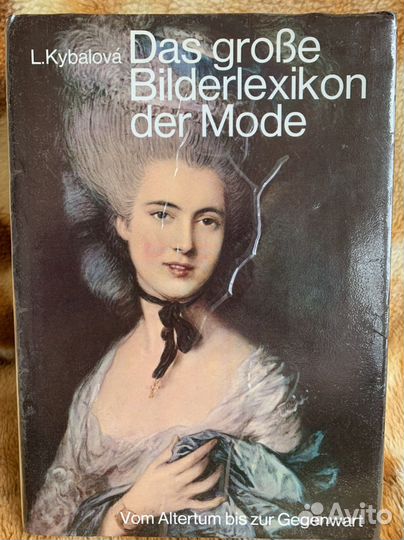 L.Kybalová Das große
Bilderlexikon
der Mode
Vom Altertum bis zur Gegenwart
Avito